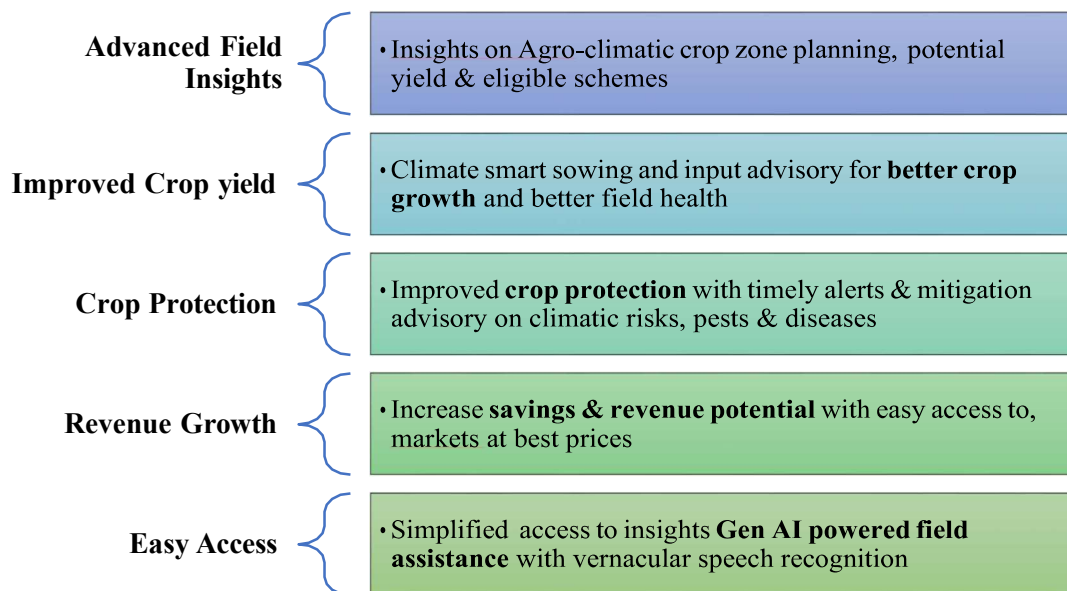 Advanced Field
Insights
• Insights on Agro-climatic crop zone planning, potential
yield & eligible schemes
Improved Crop yield
• Climate smart sowing and input advisory for better crop
growth and better field health
Crop Protection
• Improved crop protection with timely alerts & mitigation
advisory on climatic risks, pests & diseases
Revenue Growth
• Increase savings & revenue potential with easy access to,
markets at best prices
Easy Access
• Simplified access to insights Gen AI powered field
assistance with vernacular speech recognition